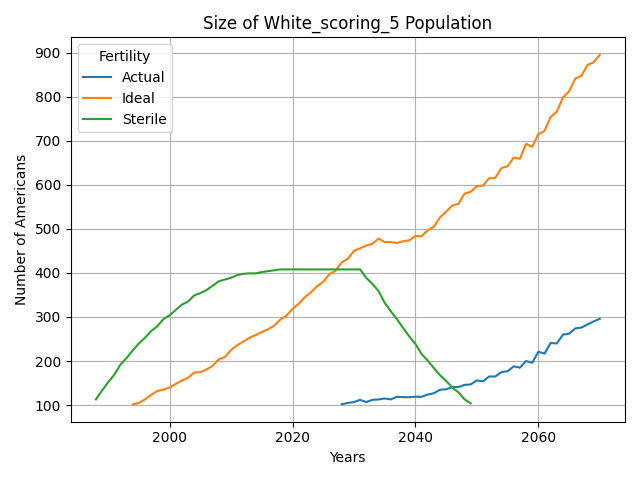 Size of White_scoring_5 Population
Fertility
Actual
Ideal
Sterile
900
800
700
600
500
400
300
200
100
Number of Americans
2000
2020
2040
2060
Years